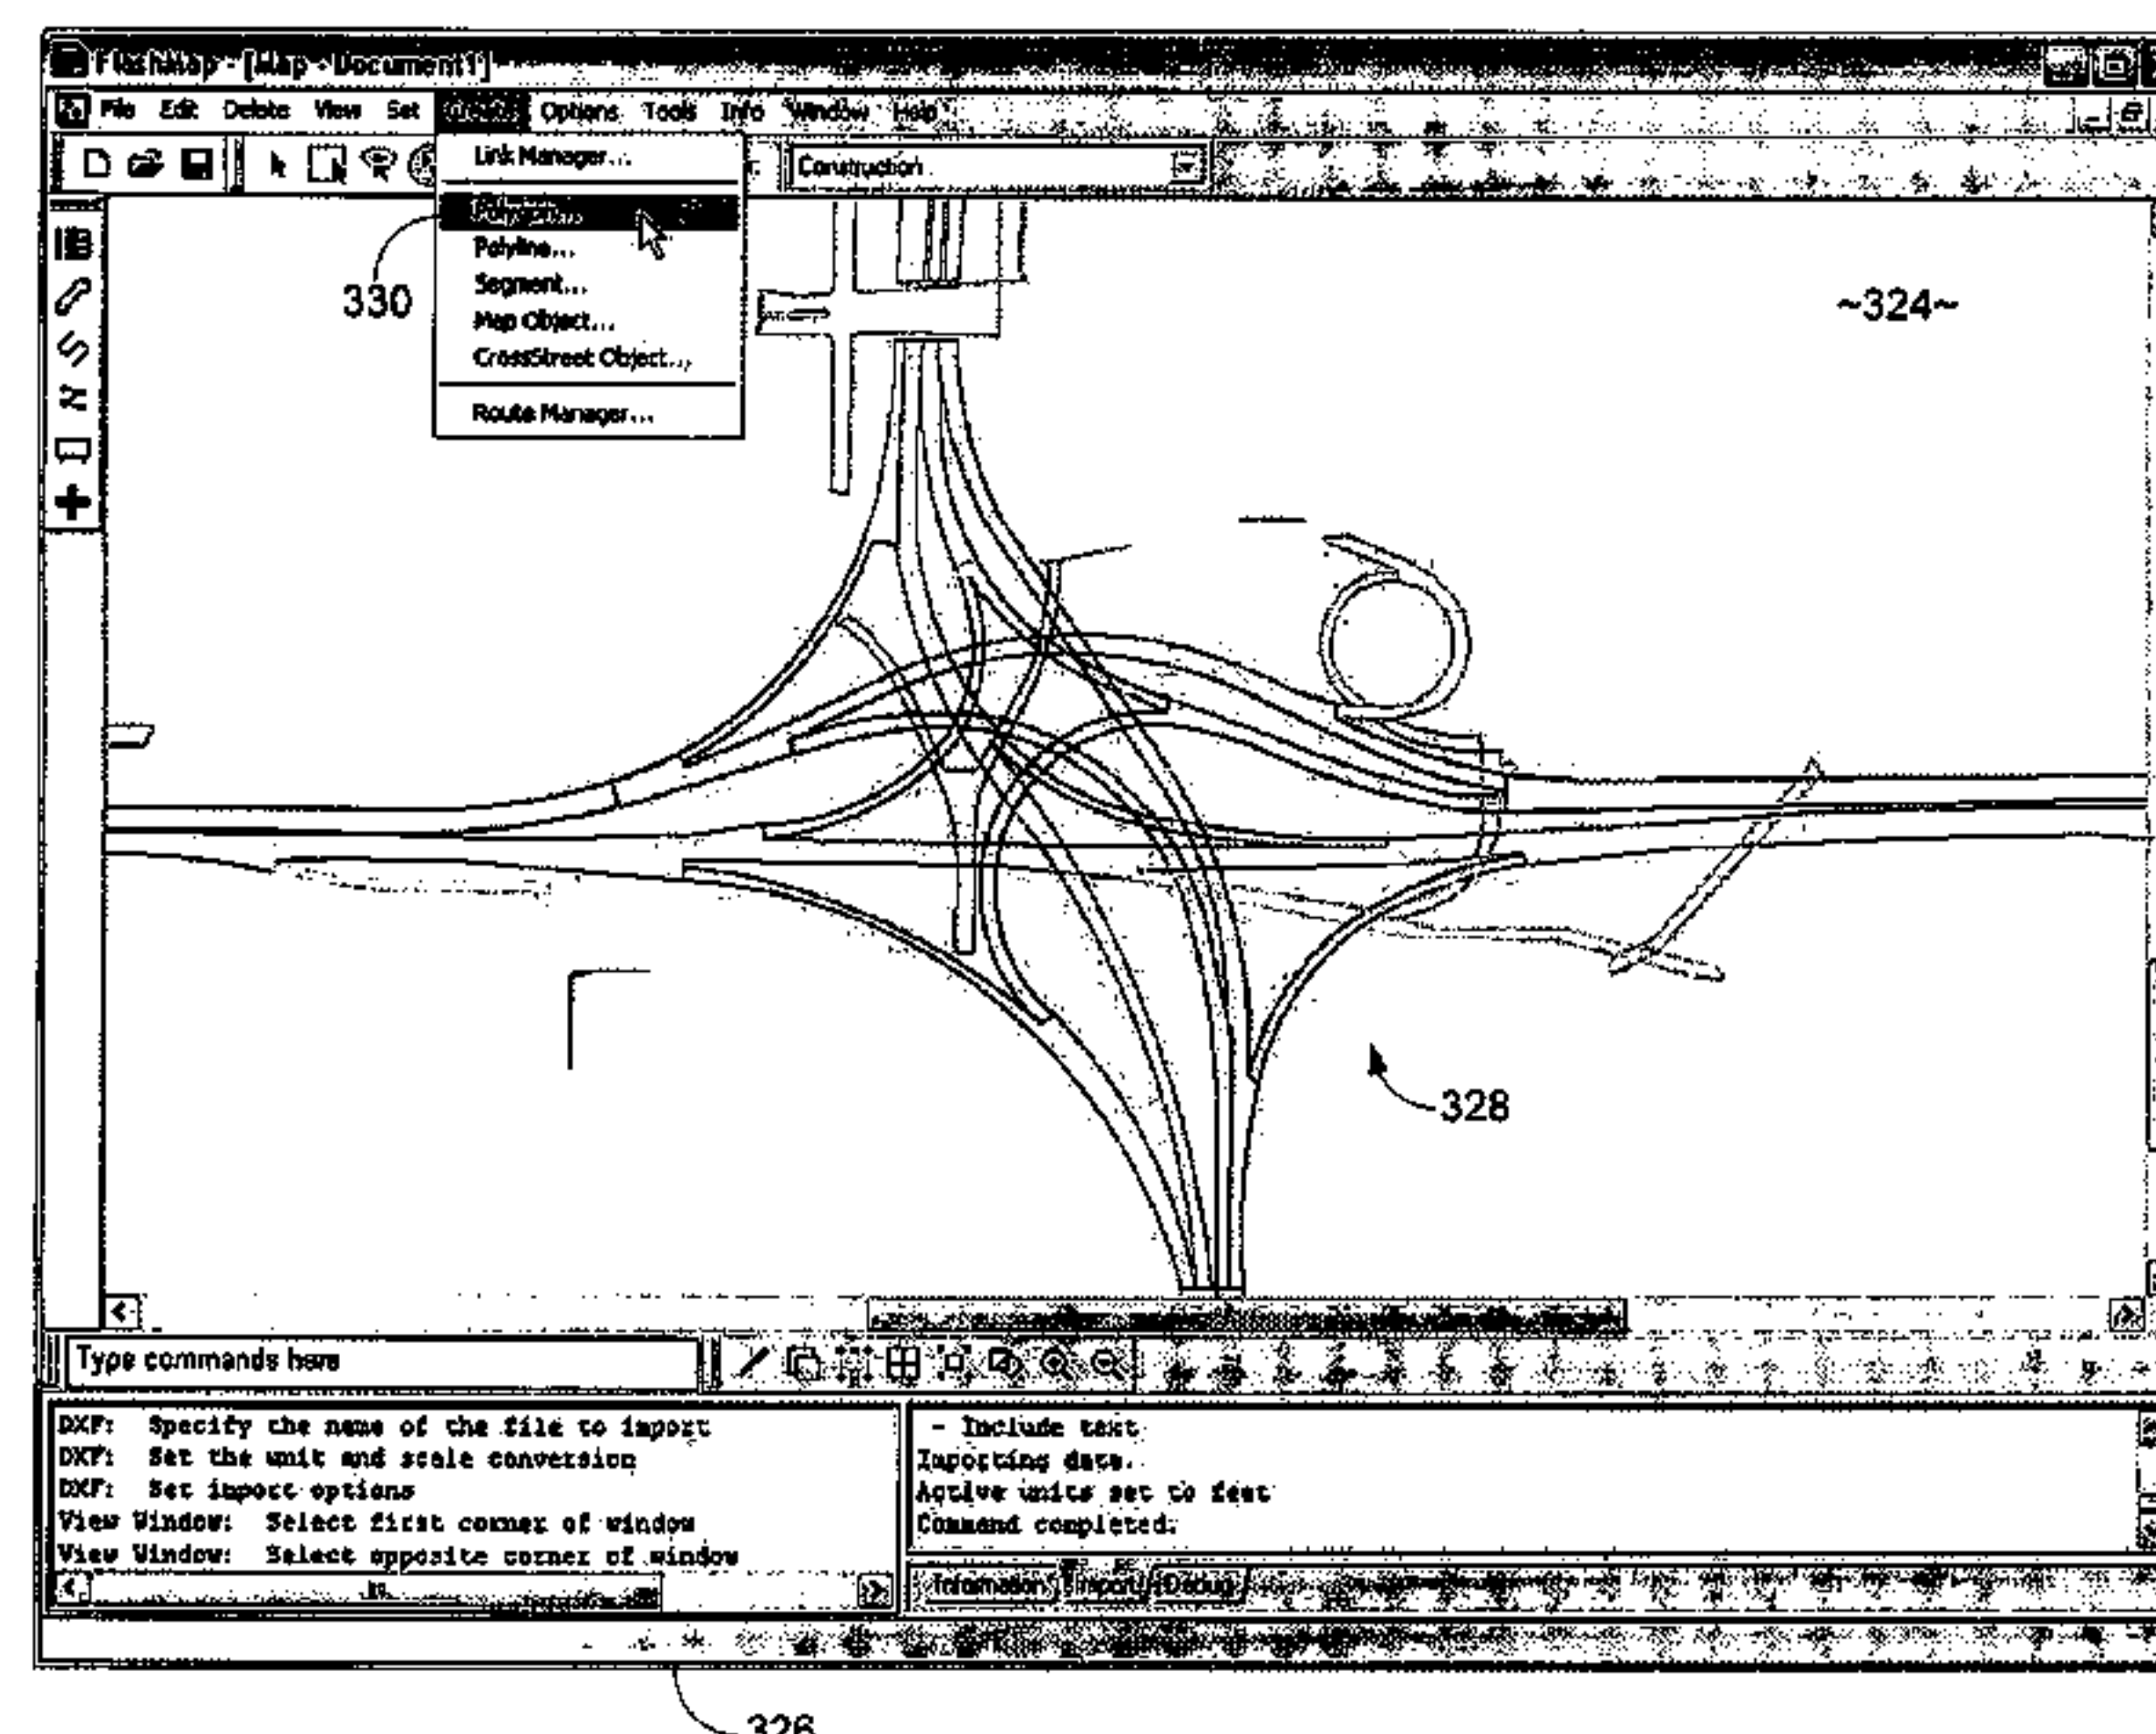 FlashMap - [Map - Document1]
File Edit Delete View Set Create Options Tools Info Window Help
Link Manager...
Construction
Polyline...
330
Segment...
~324~
Map Object...
CrossStreet Object...
Route Manager...
328
Type commands here
DXF: Specify the name of the file to import
DXF: Set the unit and scale conversion
DXF: Set import options
View Window: Select first corner of window
View Window: Select opposite corner of window
- Include text
Importing data.
Active units set to feet
Command completed.
Information Import Debug
326